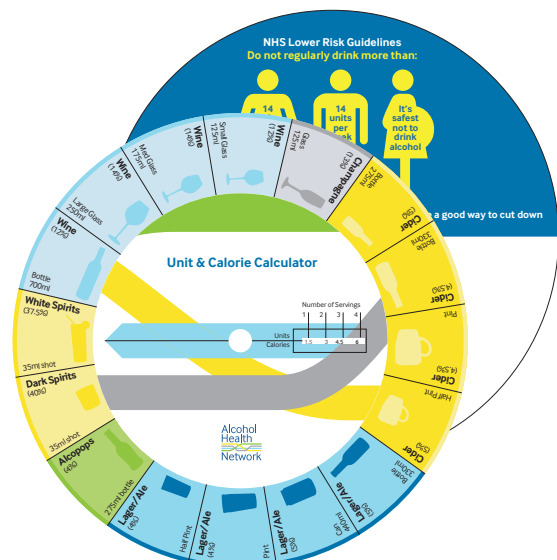 NHS Lower Risk Guidelines
Do not regularly drink more than:
14
14
units
per
It's
safest
not to
drink
alcohol
a good way to cut down
Unit & Calorie Calculator
Number of Servings
1 2 3 4
Units
Calories
1.5 3 4.5 6
Alcohol
Health
Network
Wine
(12%)
Small Glass
125ml
Champagne
(13%)
Glass
125ml
Cider
(5%)
Bottle
275ml
Cider
(4.5%)
Bottle
330ml
Cider
(4.5%)
Pint
Cider
(5%)
Half Pint
Lager/Ale
(5%)
Bottle
330ml
Lager/Ale
(5%)
Can
440ml
Lager/Ale
(4%)
Pint
Lager/Ale
(4%)
Half Pint
Alcopops
(4%)
275ml bottle
Dark Spirits
(40%)
35ml shot
White Spirits
(37.5%)
35ml shot
Wine
(12%)
Bottle
700ml
Wine
(14%)
Large Glass
250ml
Wine
(14%)
Med Glass
175ml